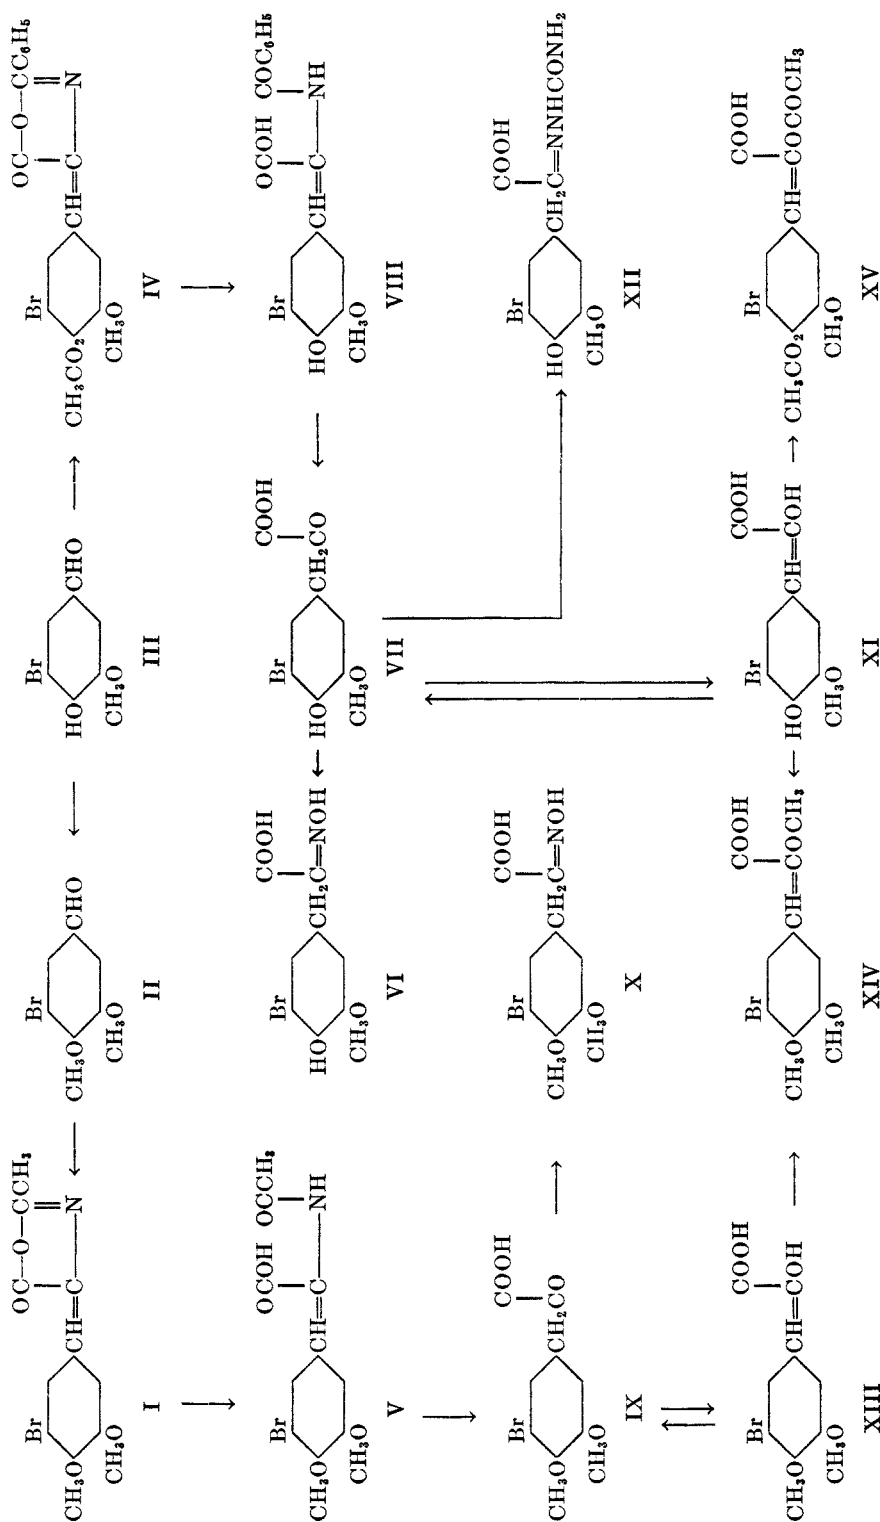 OC—O—CCH₃ OC—O—CC₆H₅
Br CH=C—N Br CHO Br CHO Br CH=C—N
CH₃O CH₃O HO CH₃CO₂
CH₃O CH₃O CH₃O CH₃O
I II III IV
OCOH OCCH₃ COOH COOH OCOH COC₆H₅
Br CH=C—NH Br CH₂C=NOH Br CH₂CO Br CH=C—NH
CH₃O HO HO HO
CH₃O CH₃O CH₃O CH₃O
V VI VII VIII
COOH COOH COOH
Br CH₂CO Br CH₂C=NOH Br CH₂C=NNHCONH₂
CH₃O CH₃O HO
CH₃O CH₃O CH₃O
IX X XII
COOH COOH COOH COOH
Br CH=COH Br CH=COCH₃ Br CH=COH Br CH=COCOCH₃
CH₃O CH₃O HO CH₃CO₂
CH₃O CH₃O CH₃O CH₃O
XIII XIV XI XV